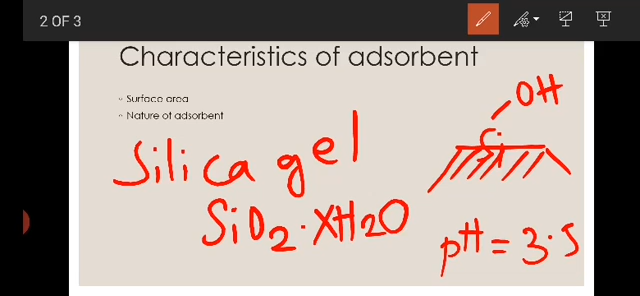 2 OF 3
Characteristics of adsorbent
Surface area
Nature of adsorbent
OH
Si
Silica gel
SiO2·XH2O
pH = 3.5